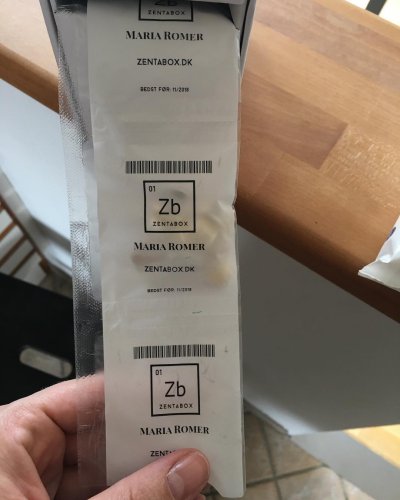 Zb
ZENTABOX
MARIA ROMER
ZENTABOX.DK
BEDST FØR: 11/2018
01
Zb
ZENTABOX
MARIA ROMER
ZENTABOX.DK
BEDST FØR: 11/2018
01
Zb
ZENTABOX
MARIA ROMER